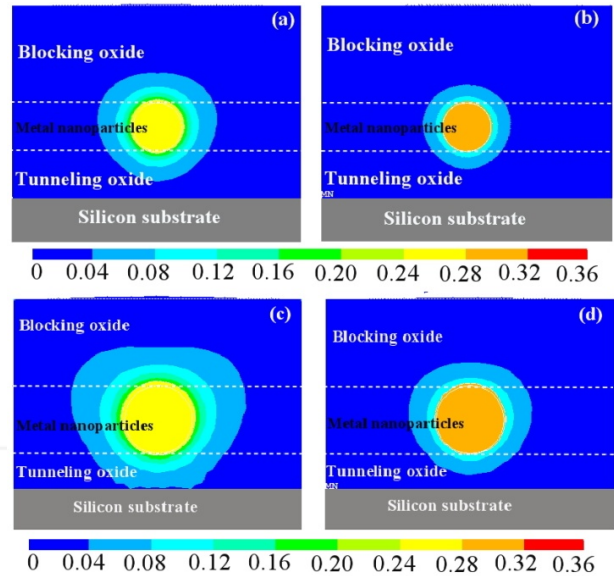 (a)
Blocking oxide
Metal nanoparticles
Tunneling oxide
Silicon substrate
(b)
Blocking oxide
Metal nanoparticles
Tunneling oxide
MN
Silicon substrate
0 0.04 0.08 0.12 0.16 0.20 0.24 0.28 0.32 0.36
(c)
Blocking oxide
Metal nanoparticles
Tunneling oxide
Silicon substrate
(d)
Blocking oxide
Metal nanoparticles
Tunneling oxide
MN
Silicon substrate
0 0.04 0.08 0.12 0.16 0.20 0.24 0.28 0.32 0.36